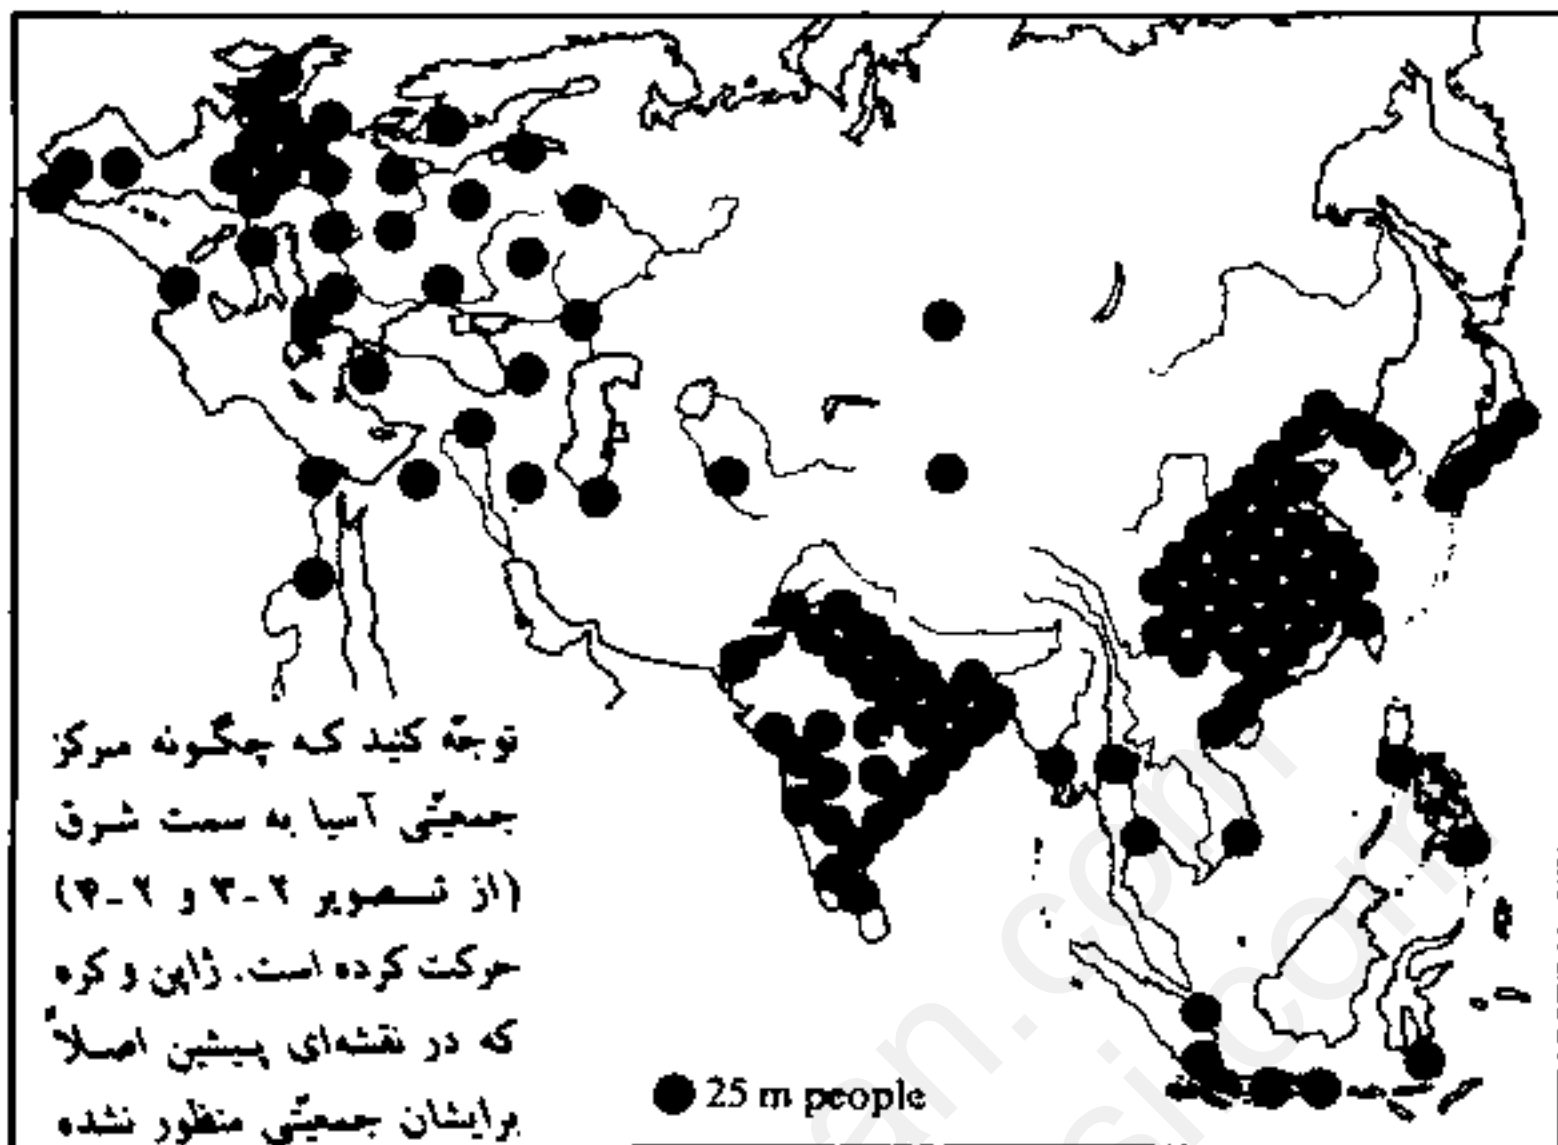 توجّه کنید که چگونه مرکز
جمعیّتی آسیا به سمت شرق
(از تصویر ۲-۳ و ۲-۴)
حرکت کرده است. ژاپن و کره
که در نقشه‌ای پیشین اصلاً
برایشان جمعیّتی منظور نشده
25 m people